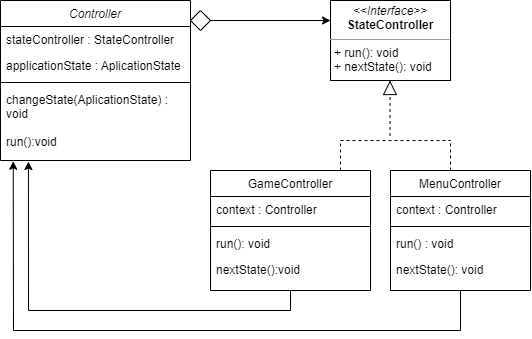 Controller
stateController : StateController
applicationState : AplicationState
changeState(AplicationState) :
void
run():void
<<Interface>>
StateController
+ run(): void
+ nextState(): void
GameController
context : Controller
run(): void
nextState():void
MenuController
context : Controller
run() : void
nextState(): void